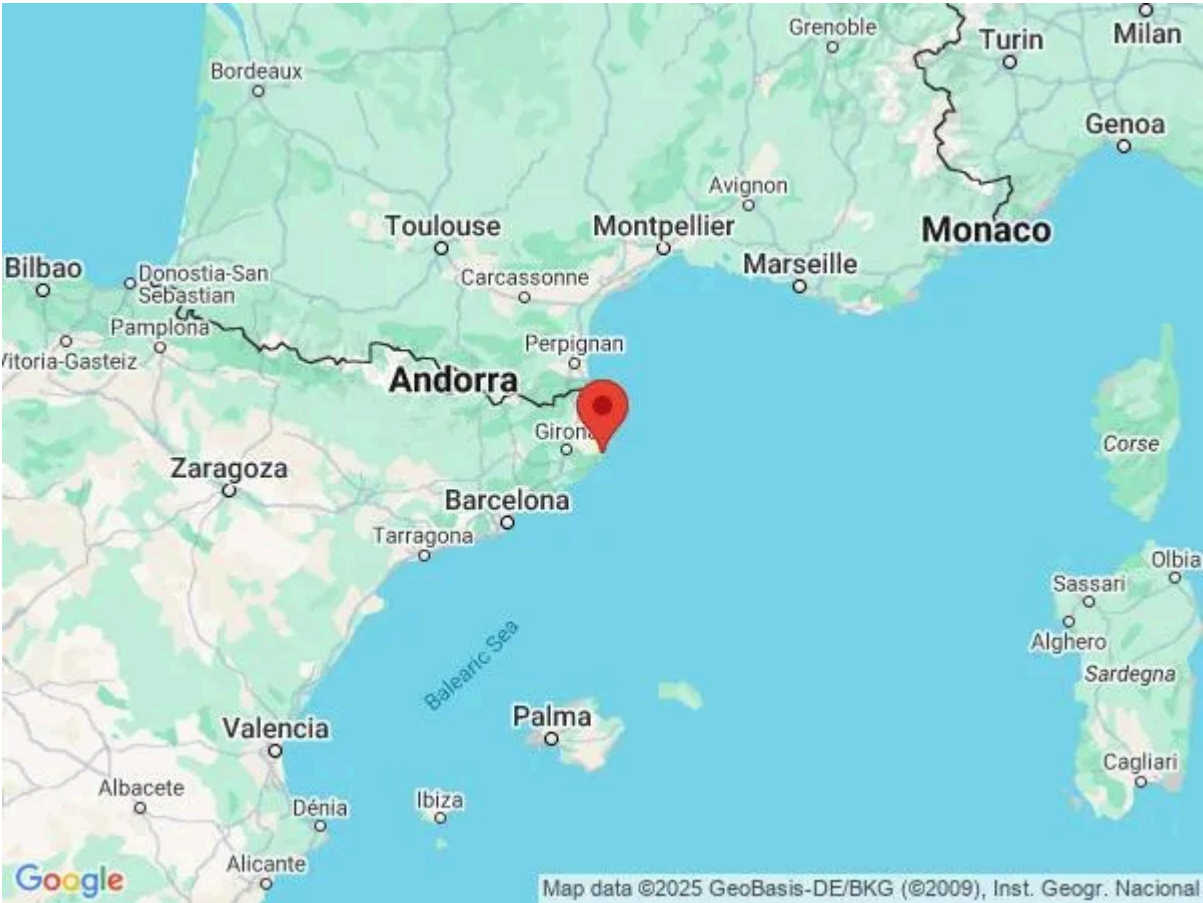 Grenoble
Turin
Milan
Bordeaux
Genoa
Avignon
Toulouse
Montpellier
Monaco
Marseille
Bilbao
Donostia-San
Sebastian
Carcassonne
Pamplona
Vitoria-Gasteiz
Perpignan
Andorra
Girona
Corse
Zaragoza
Barcelona
Tarragona
Olbia
Sassari
Alghero
Balearic Sea
Sardegna
Palma
Valencia
Cagliari
Albacete
Ibiza
Dénia
Alicante
Google
Map data ©2025 GeoBasis-DE/BKG (©2009), Inst. Geogr. Nacional